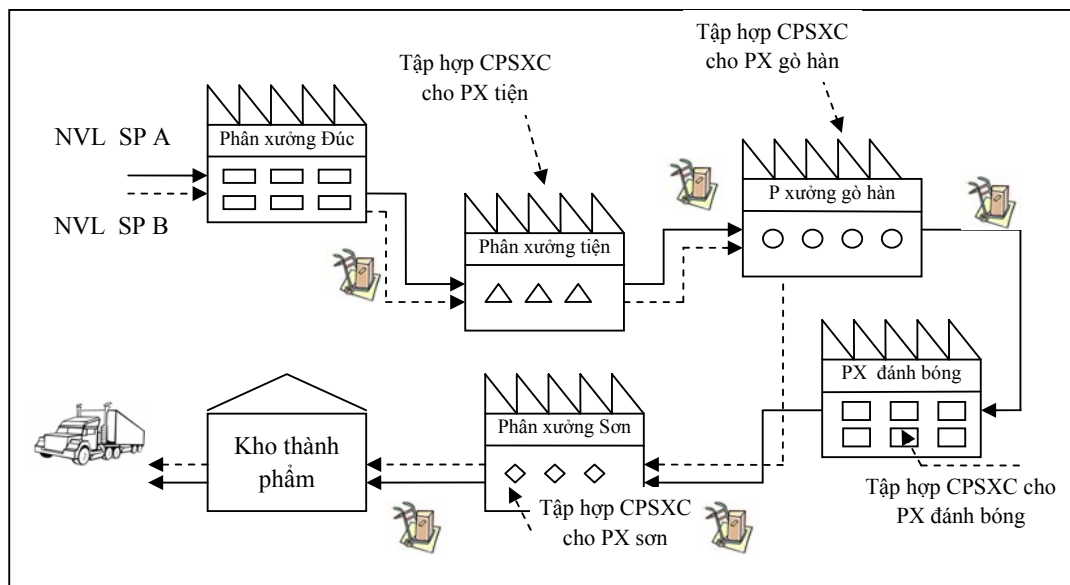 Tập hợp CPSXC
cho PX gò hàn
Tập hợp CPSXC
cho PX tiện
NVL SP A
Phân xưởng Đúc
NVL SP B
P xưởng gò hàn
Phân xưởng tiện
PX đánh bóng
Phân xưởng Sơn
Kho thành
phẩm
Tập hợp CPSXC
cho PX sơn
Tập hợp CPSXC cho
PX đánh bóng